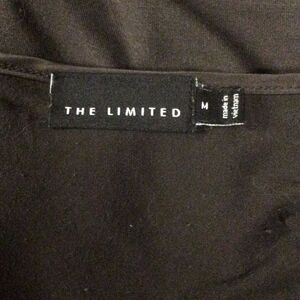 THE LIMITED
M
made in
vietnam